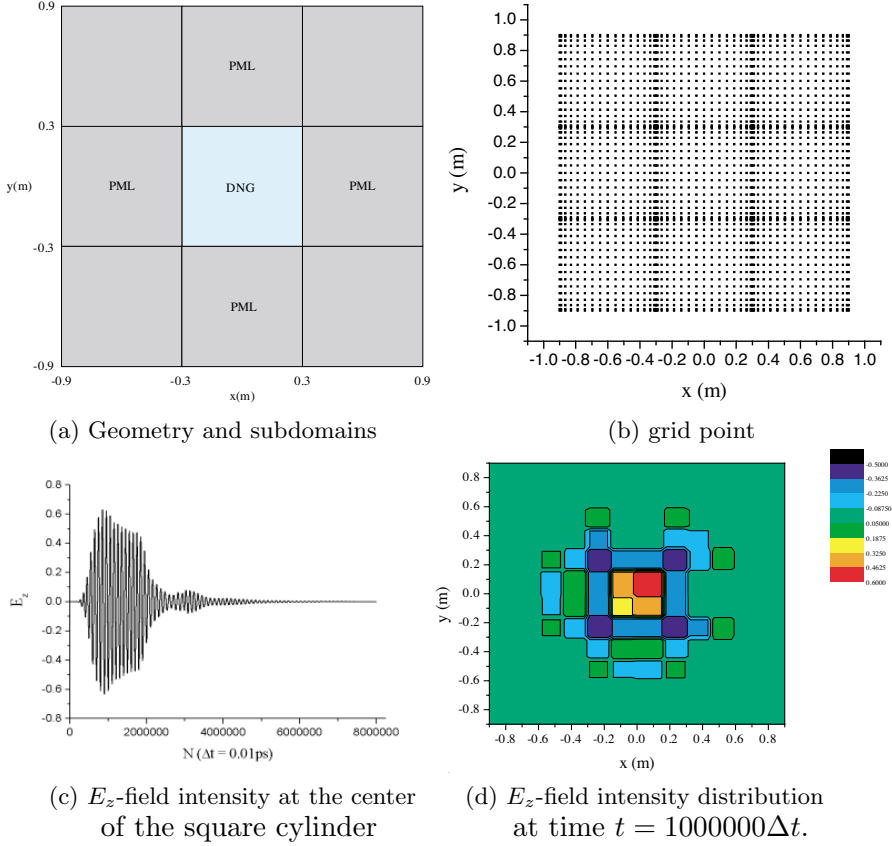 0.9
PML
0.3
y(m)
PML
DNG
PML
-0.3
PML
-0.9
-0.9
-0.3
0.3
0.9
x(m)
(a) Geometry and subdomains
1.0
0.8
0.6
0.4
0.2
0.0
-0.2
-0.4
-0.6
-0.8
-1.0
y (m)
-1.0 -0.8 -0.6 -0.4 -0.2 0.0 0.2 0.4 0.6 0.8 1.0
x (m)
(b) grid point
0.8
0.6
0.4
0.2
0.0
-0.2
-0.4
-0.6
-0.8
E_z
0 2000000 4000000 6000000 8000000
N (Δt = 0.01ps)
(c) E_z-field intensity at the center
of the square cylinder
0.8
0.6
0.4
0.2
0.0
-0.2
-0.4
-0.6
-0.8
y (m)
-0.8 -0.6 -0.4 -0.2 0.0 0.2 0.4 0.6 0.8
x (m)
-0.5000
-0.3625
-0.2250
-0.08750
0.05000
0.1875
0.3250
0.4625
0.6000
(d) E_z-field intensity distribution
at time t = 1000000Δt.